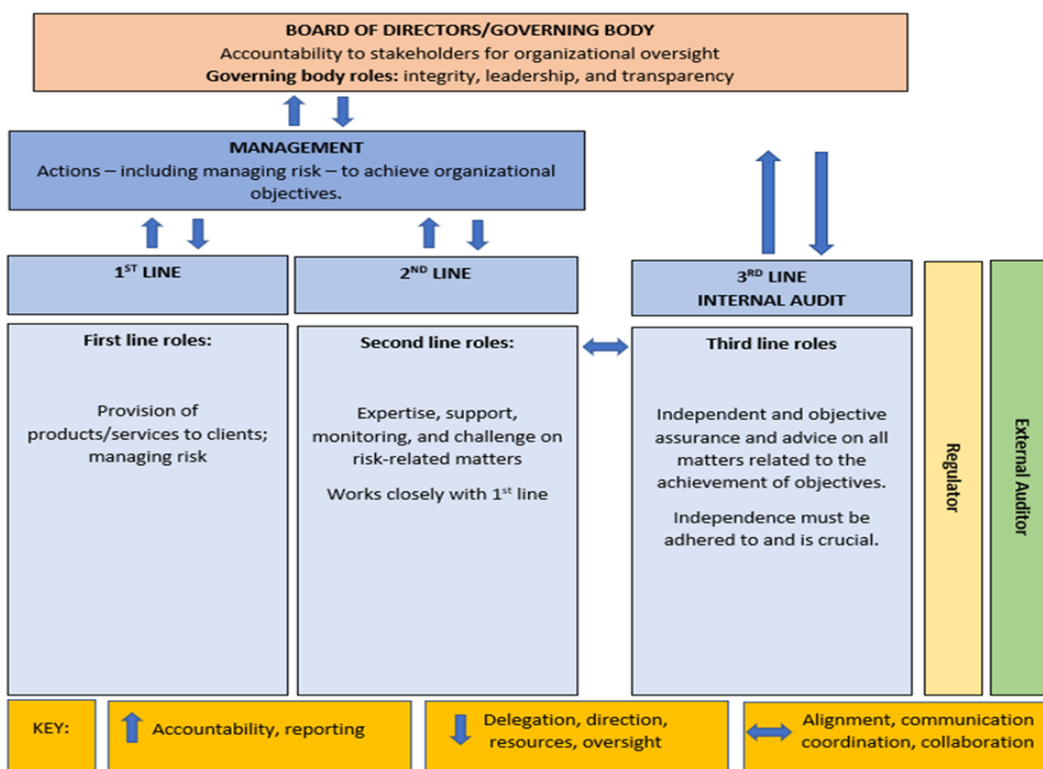 BOARD OF DIRECTORS/GOVERNING BODY
Accountability to stakeholders for organizational oversight
Governing body roles: integrity, leadership, and transparency
MANAGEMENT
Actions – including managing risk – to achieve organizational
objectives.
1ST LINE
2ND LINE
3RD LINE
INTERNAL AUDIT
First line roles:
Provision of
products/services to clients;
managing risk
Second line roles:
Expertise, support,
monitoring, and challenge on
risk-related matters
Works closely with 1st line
Third line roles
Independent and objective
assurance and advice on all
matters related to the
achievement of objectives.
Independence must be
adhered to and is crucial.
Regulator
External Auditor
KEY:
Accountability, reporting
Delegation, direction,
resources, oversight
Alignment, communication
coordination, collaboration